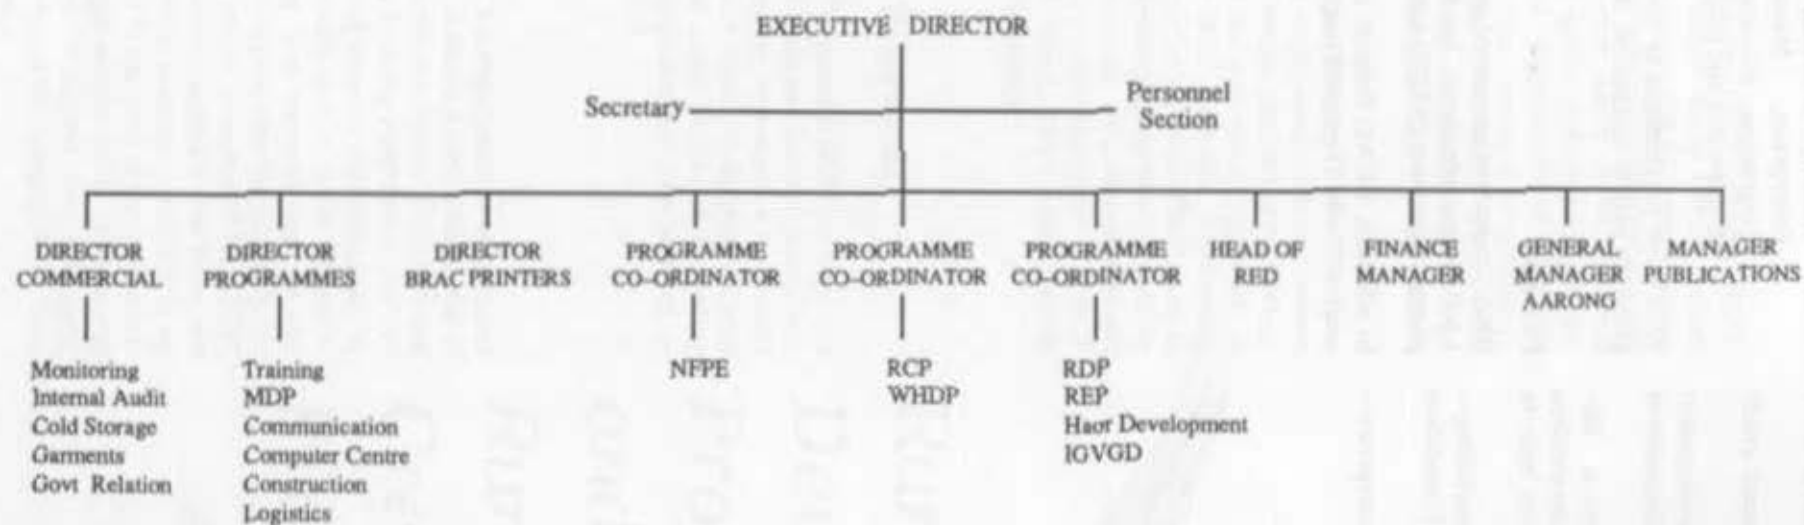 EXECUTIVE DIRECTOR
Secretary
Personnel
Section
DIRECTOR
COMMERCIAL
DIRECTOR
PROGRAMMES
DIRECTOR
BRAC PRINTERS
PROGRAMME
CO-ORDINATOR
PROGRAMME
CO-ORDINATOR
PROGRAMME
CO-ORDINATOR
HEAD OF
RED
FINANCE
MANAGER
GENERAL
MANAGER
AARONG
MANAGER
PUBLICATIONS
Monitoring
Internal Audit
Cold Storage
Garments
Govt Relation
Training
MDP
Communication
Computer Centre
Construction
Logistics
NFPE
RCP
WHDP
RDP
REP
Haor Development
IGVGD